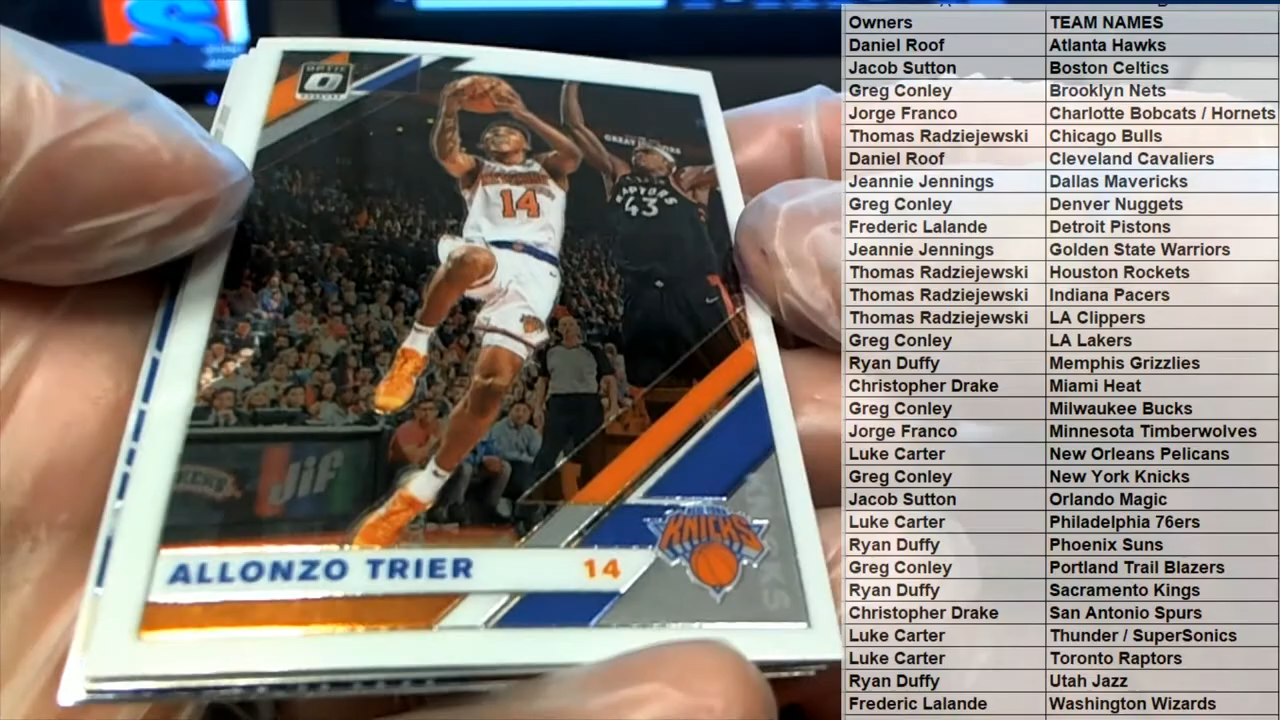 OPTIC
14
RAPTORS
43
Jif
KNICKS
ALLONZO TRIER 14
Owners TEAM NAMES
Daniel Roof Atlanta Hawks
Jacob Sutton Boston Celtics
Greg Conley Brooklyn Nets
Jorge Franco Charlotte Bobcats / Hornets
Thomas Radziejewski Chicago Bulls
Daniel Roof Cleveland Cavaliers
Jeannie Jennings Dallas Mavericks
Greg Conley Denver Nuggets
Frederic Lalande Detroit Pistons
Jeannie Jennings Golden State Warriors
Thomas Radziejewski Houston Rockets
Thomas Radziejewski Indiana Pacers
Thomas Radziejewski LA Clippers
Greg Conley LA Lakers
Ryan Duffy Memphis Grizzlies
Christopher Drake Miami Heat
Greg Conley Milwaukee Bucks
Jorge Franco Minnesota Timberwolves
Luke Carter New Orleans Pelicans
Greg Conley New York Knicks
Jacob Sutton Orlando Magic
Luke Carter Philadelphia 76ers
Ryan Duffy Phoenix Suns
Greg Conley Portland Trail Blazers
Ryan Duffy Sacramento Kings
Christopher Drake San Antonio Spurs
Luke Carter Thunder / SuperSonics
Luke Carter Toronto Raptors
Ryan Duffy Utah Jazz
Frederic Lalande Washington Wizards